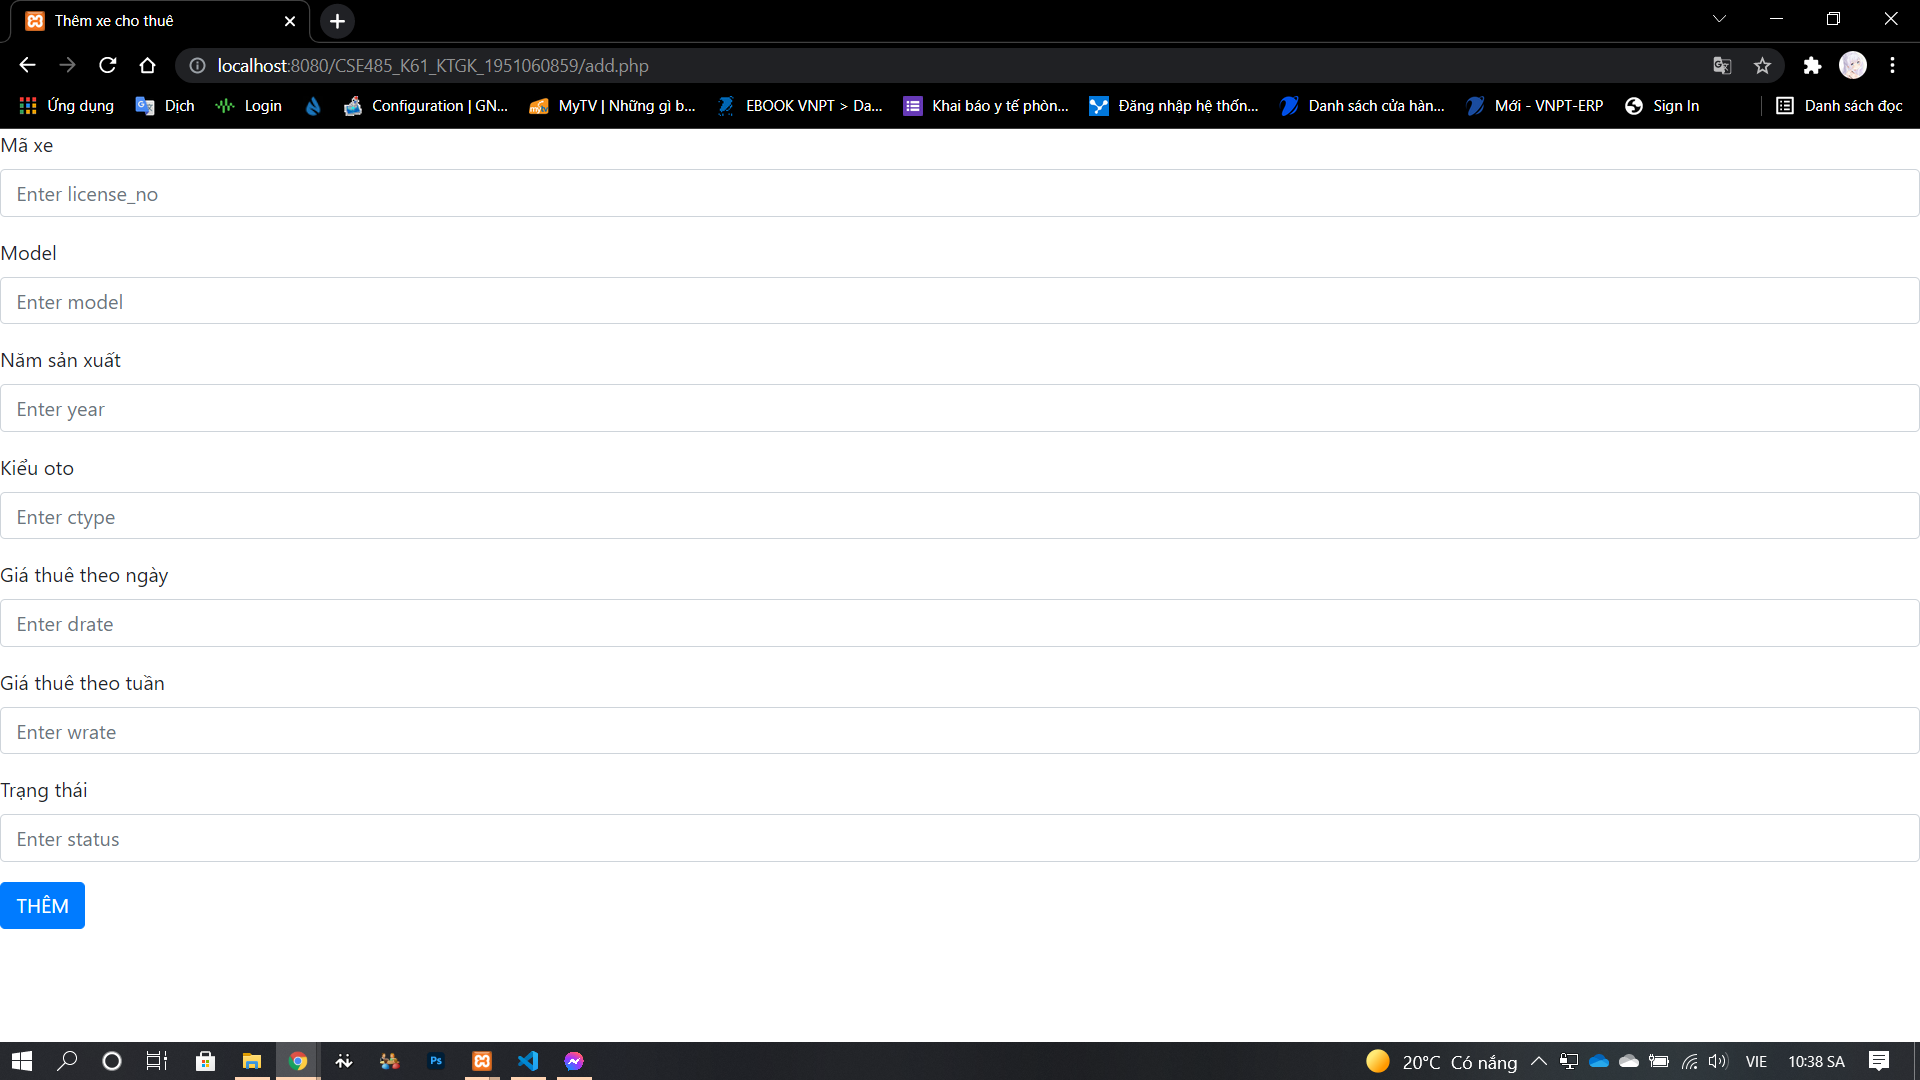 Thêm xe cho thuê
localhost:8080/CSE485_K61_KTGK_1951060859/add.php
Ứng dụng Dịch Login Configuration | GN... MyTV | Những gì b... EBOOK VNPT > Da... Khai báo y tế phòn... Đăng nhập hệ thốn... Danh sách cửa hàn... Mới - VNPT-ERP Sign In Danh sách đọc
Mã xe
Enter license_no
Model
Enter model
Năm sản xuất
Enter year
Kiểu oto
Enter ctype
Giá thuê theo ngày
Enter drate
Giá thuê theo tuần
Enter wrate
Trạng thái
Enter status
THÊM
Ps 20°C Có nắng VIE 10:38 SA